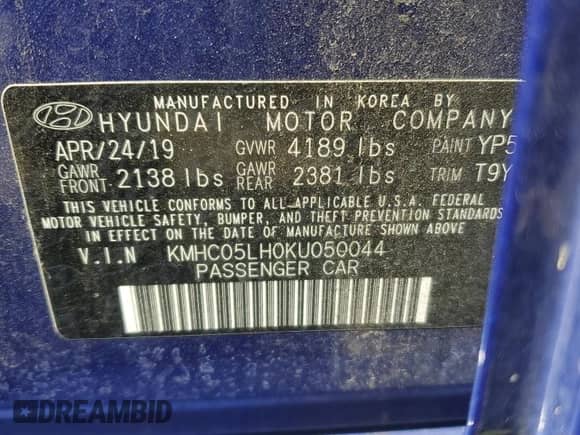 MANUFACTURED IN KOREA BY
HYUNDAI MOTOR COMPANY
APR/24/19 GVWR 4189 lbs PAINT YP5
GAWR FRONT 2138 lbs GAWR REAR 2381 lbs TRIM T9Y
THIS VEHICLE CONFORMS TO ALL APPLICABLE U.S.A. FEDERAL
MOTOR VEHICLE SAFETY, BUMPER, AND THEFT PREVENTION STANDARDS
IN EFFECT ON THE DATE OF MANUFACTURE SHOWN ABOVE
V.I.N KMHC05LH0KU050044
PASSENGER CAR
DREAMBID